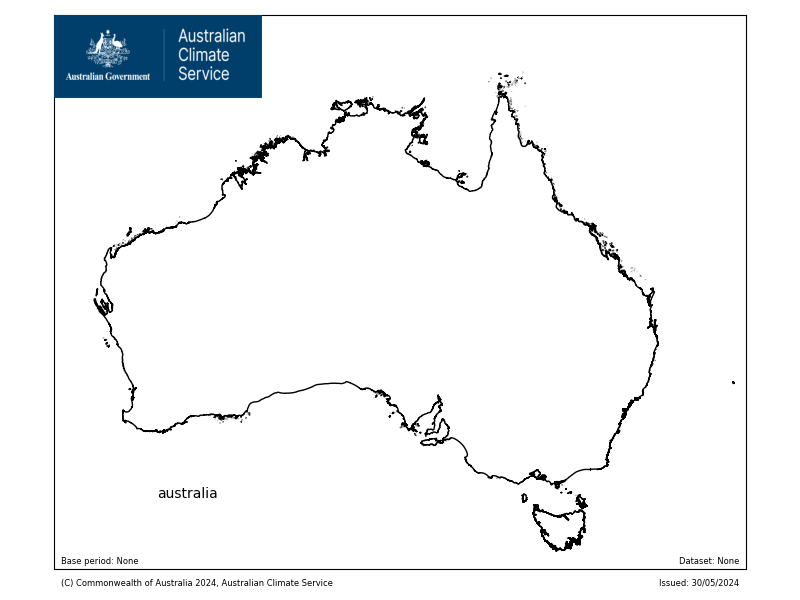 Australian Government
Australian
Climate
Service
australia
Base period: None
Dataset: None
(C) Commonwealth of Australia 2024, Australian Climate Service
Issued: 30/05/2024